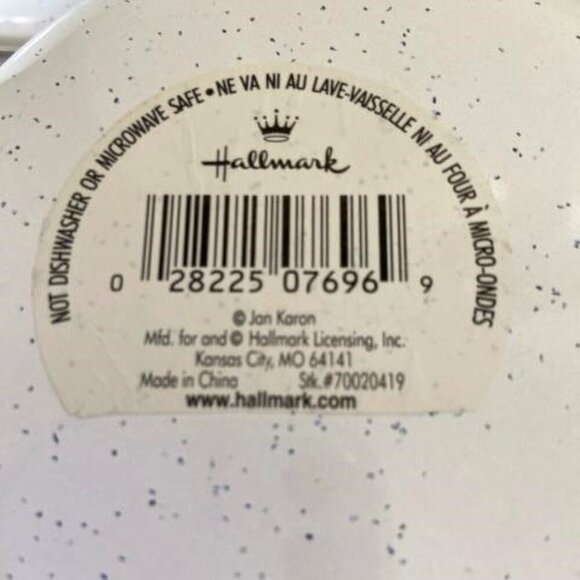 NOT DISHWASHER OR MICROWAVE SAFE • NE VA NI AU LAVE-VAISSELLE NI AU FOUR À MICRO-ONDES
Hallmark
0 28225 07696 9
© Jan Karon
Mfd. for and © Hallmark Licensing, Inc.
Kansas City, MO 64141
Made in China Stk.#70020419
www.hallmark.com